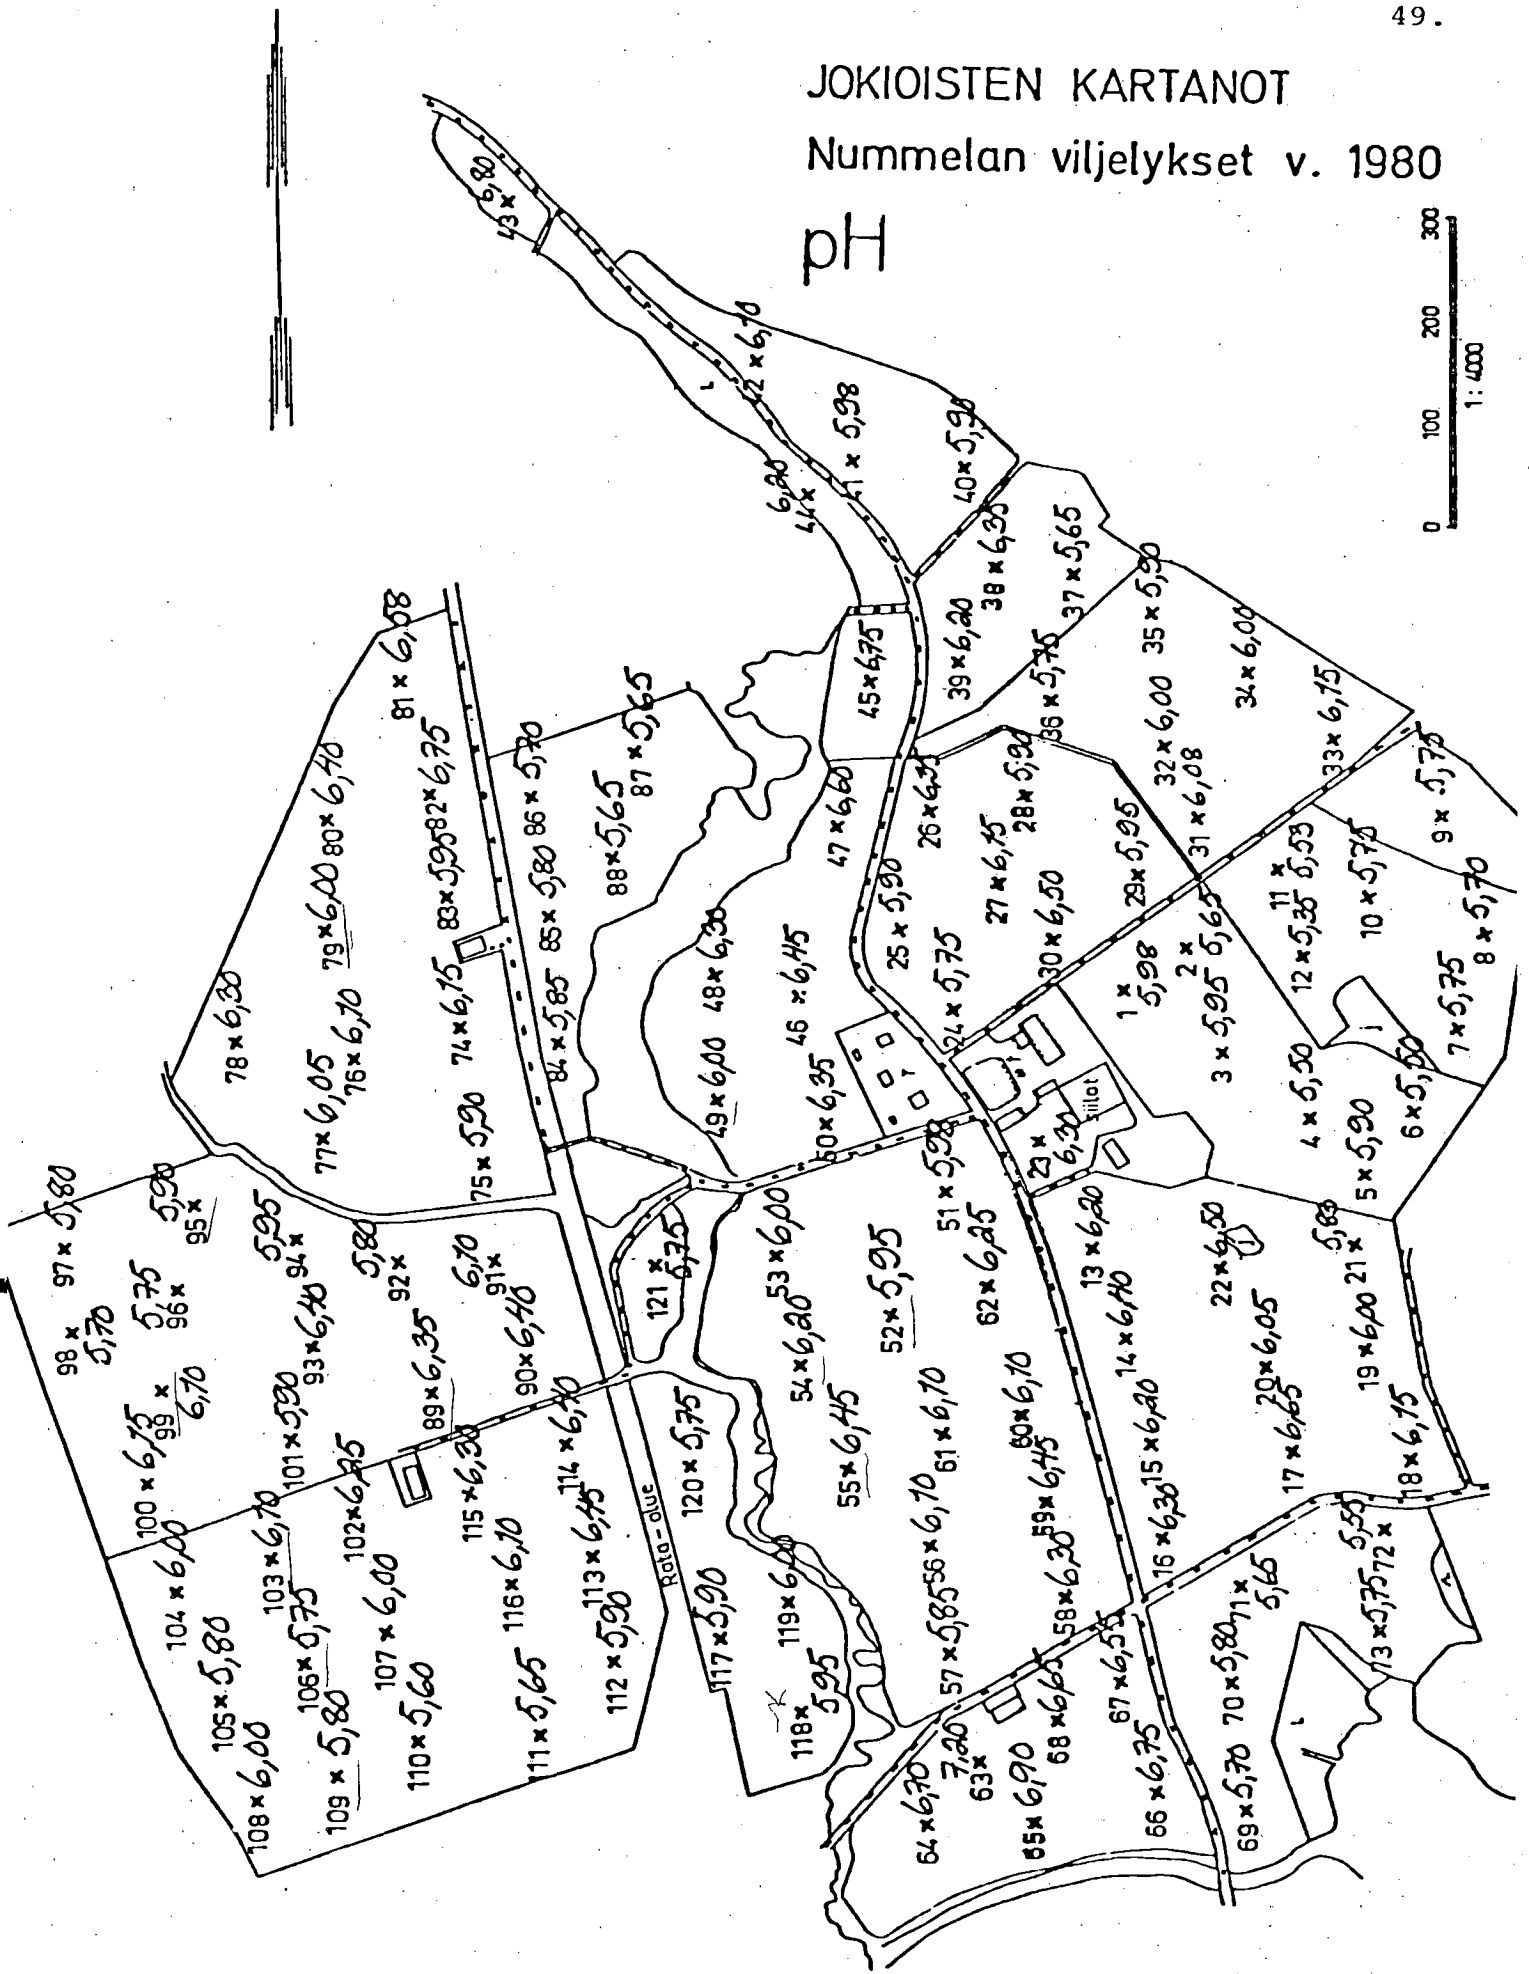 49.
JOKIOISTEN KARTANOT
Nummelan viljelykset v. 1980
pH
0 100 200 300
1:4000
43 × 6,80
42 × 6,70
41 × 5,98
44 × 6,20
40 × 5,90
38 × 6,35
37 × 5,65
39 × 6,20
45 × 6,75
36 × 5,75
35 × 5,90
34 × 6,00
32 × 6,00
33 × 6,15
31 × 6,08
81 × 6,58
80 × 6,40
79 × 6,00
82 × 6,75
83 × 5,95
78 × 6,30
77 × 6,05
76 × 6,70
74 × 6,15
75 × 5,90
86 × 5,70
85 × 5,80
84 × 5,85
87 × 5,65
88 × 5,65
47 × 6,60
48 × 6,30
49 × 6,00
46 × 6,45
50 × 6,35
26 × 6,35
25 × 5,90
28 × 5,90
27 × 6,15
29 × 5,95
30 × 6,50
24 × 5,75
1 × 5,98
2 × 5,65
3 × 5,95
4 × 5,50
5 × 5,90
6 × 5,50
7 × 5,75
8 × 5,70
9 × 5,75
10 × 5,75
11 × 5,53
12 × 5,35
Siilot
23 × 6,30
13 × 6,20
14 × 6,40
15 × 6,20
16 × 6,30
17 × 6,65
18 × 6,15
19 × 6,00
20 × 6,05
21 × 5,85
22 × 6,50
51 × 5,98
52 × 5,95
53 × 6,00
54 × 6,20
55 × 6,45
56 × 6,70
57 × 5,85
58 × 6,30
59 × 6,45
60 × 6,10
61 × 6,70
62 × 6,25
63 × 7,20
64 × 6,70
65 × 6,90
66 × 6,75
67 × 6,55
68 × 6,65
69 × 5,70
70 × 5,80
71 × 5,65
72 × 5,55
73 × 5,75
97 × 5,80
98 × 5,70
95 × 5,90
96 × 5,75
94 × 5,95
93 × 6,40
92 × 5,80
91 × 6,10
90 × 6,40
89 × 6,35
99 × 6,70
100 × 6,15
101 × 5,90
102 × 6,25
103 × 6,70
104 × 6,00
105 × 5,80
106 × 5,75
107 × 6,00
108 × 6,00
109 × 5,80
110 × 5,60
111 × 5,65
112 × 5,90
113 × 6,45
114 × 6,70
115 × 6,30
116 × 6,10
Rata-alue
117 × 5,90
118 × 5,95
K
119 ×
120 × 5,75
121 × 5,75